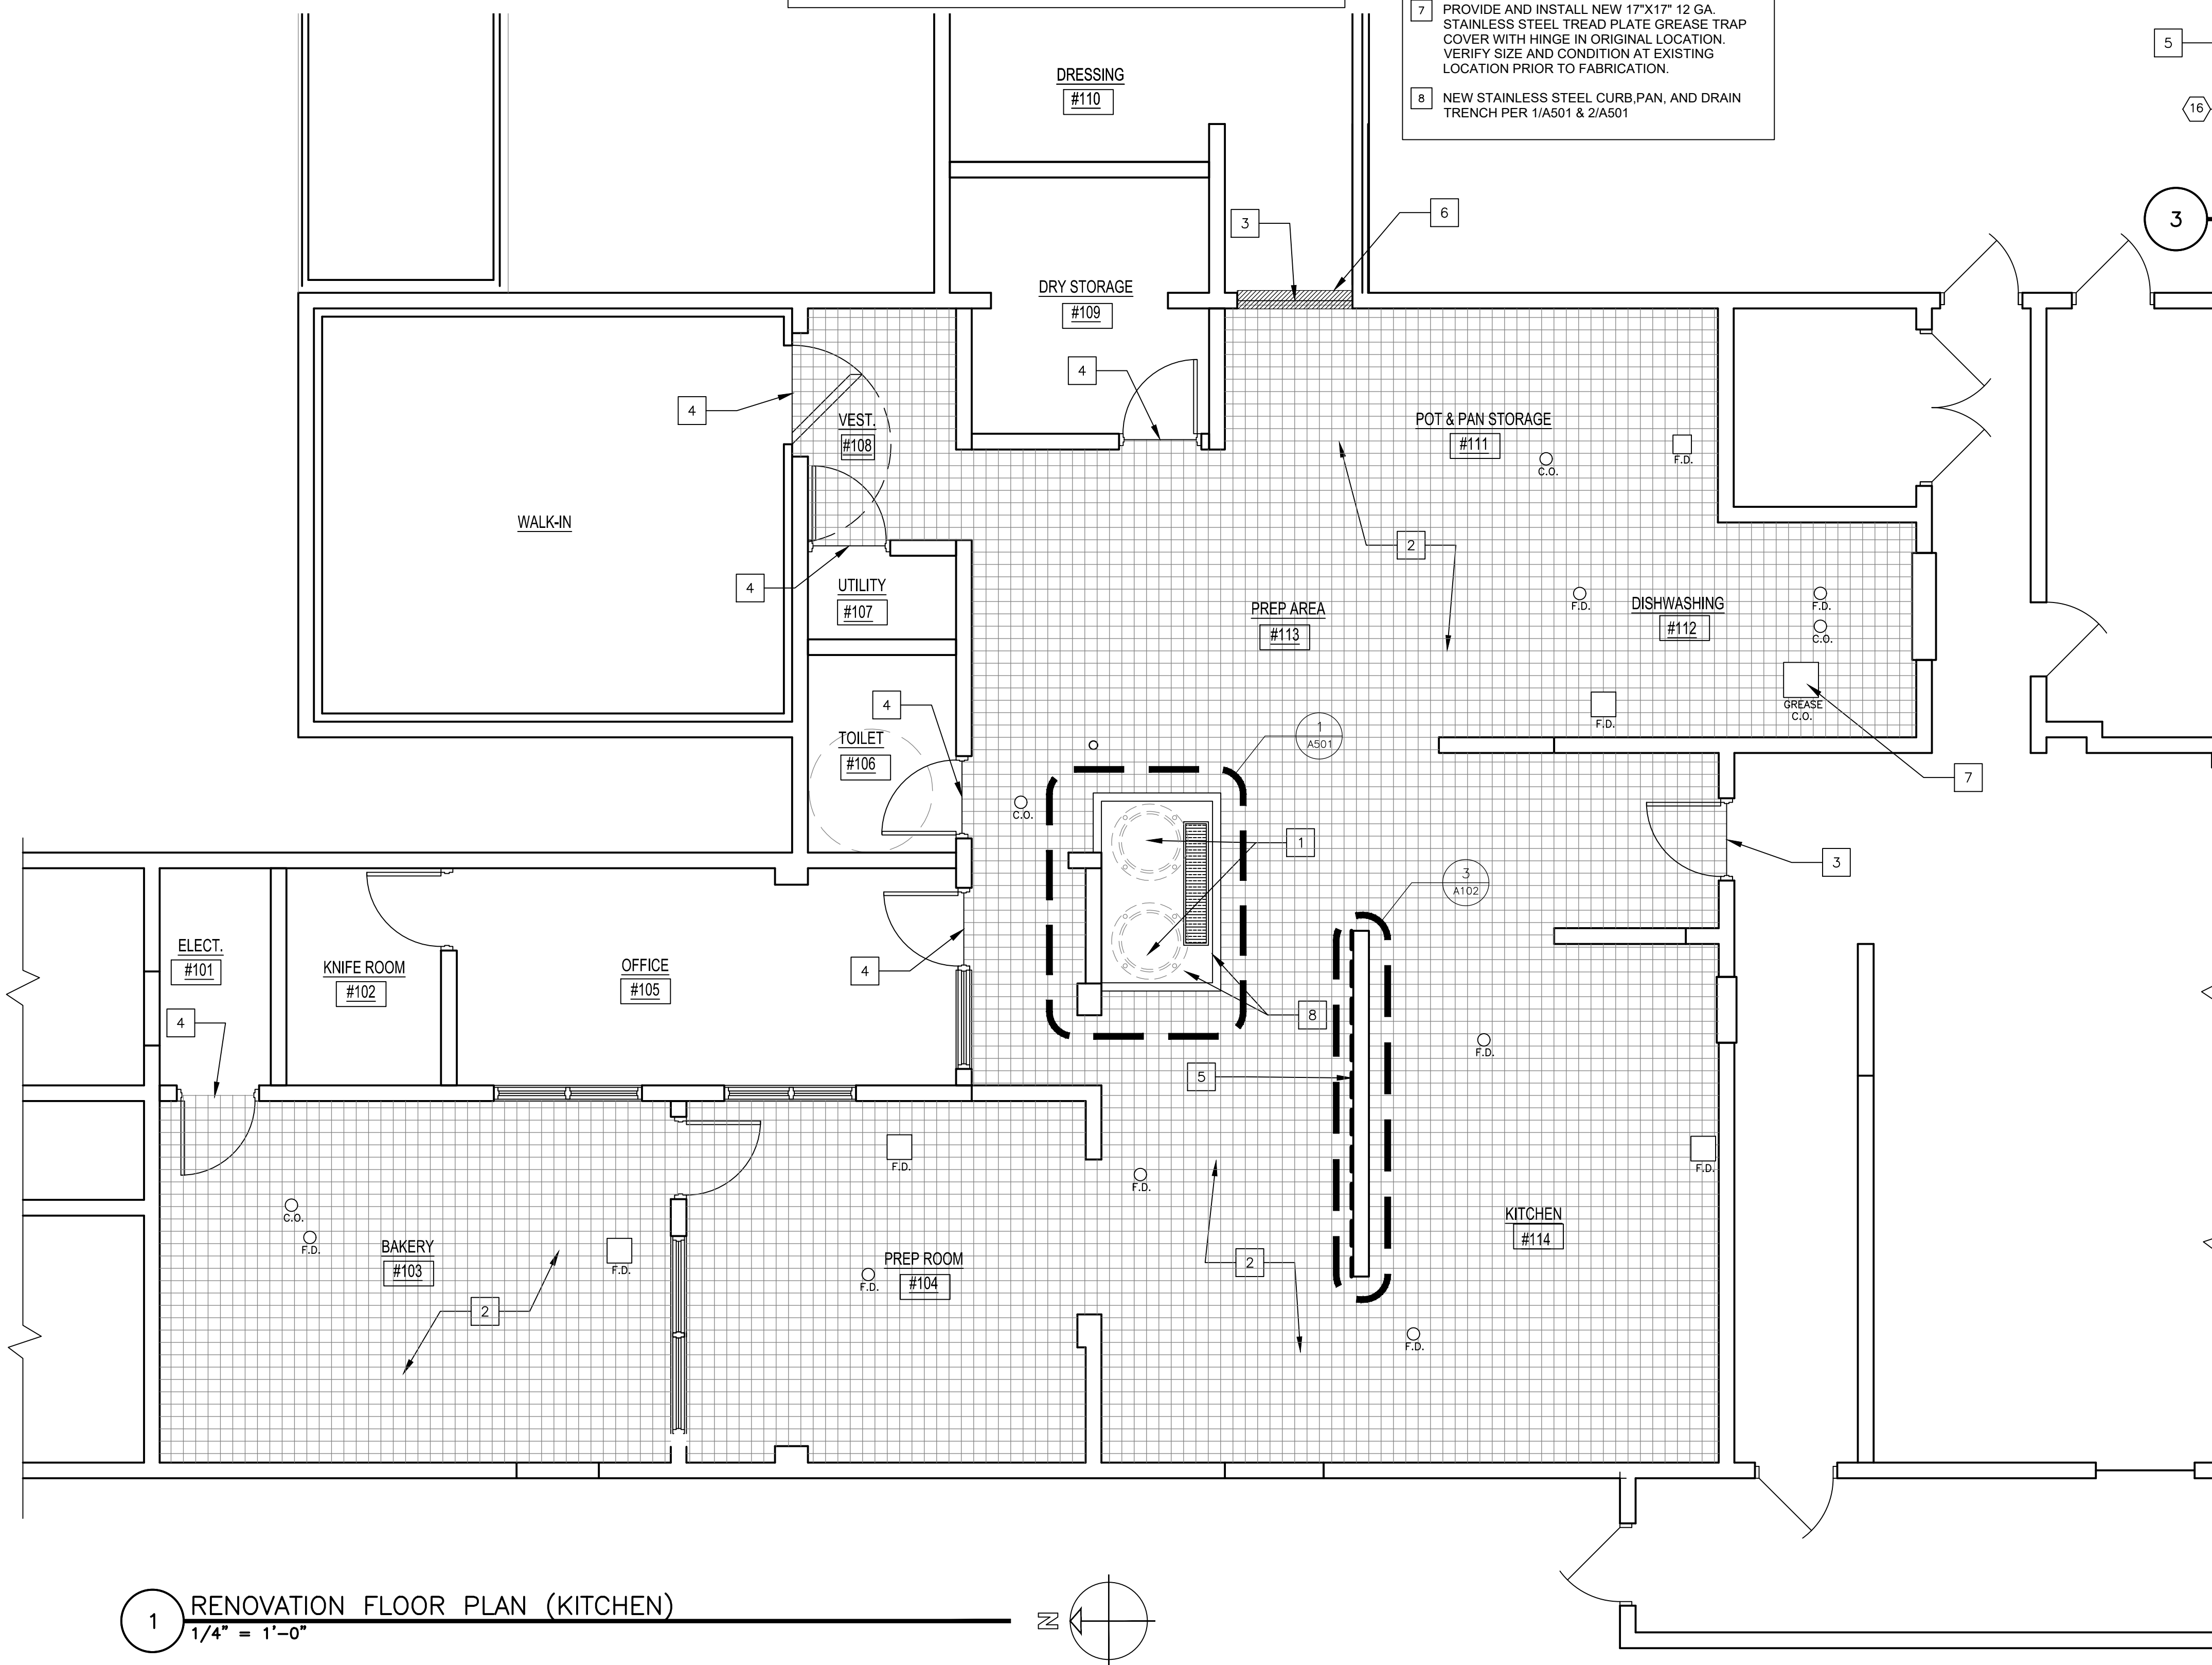 7 PROVIDE AND INSTALL NEW 17"X17" 12 GA.
STAINLESS STEEL TREAD PLATE GREASE TRAP
COVER WITH HINGE IN ORIGINAL LOCATION.
VERIFY SIZE AND CONDITION AT EXISTING
LOCATION PRIOR TO FABRICATION.
8 NEW STAINLESS STEEL CURB,PAN, AND DRAIN
TRENCH PER 1/A501 & 2/A501
5
16
3
DRESSING
#110
3
6
DRY STORAGE
#109
4
4
VEST.
#108
POT & PAN STORAGE
#111
C.O.
F.D.
WALK-IN
2
4
UTILITY
#107
PREP AREA
#113
F.D.
DISHWASHING
#112
F.D.
C.O.
GREASE
C.O.
F.D.
7
4
TOILET
#106
1
A501
C.O.
1
3
A102
3
ELECT.
#101
KNIFE ROOM
#102
OFFICE
#105
4
4
8
5
F.D.
F.D.
F.D.
F.D.
C.O.
F.D.
BAKERY
#103
F.D.
2
F.D.
PREP ROOM
#104
2
KITCHEN
#114
F.D.
1
RENOVATION FLOOR PLAN (KITCHEN)
1/4" = 1'-0"
N